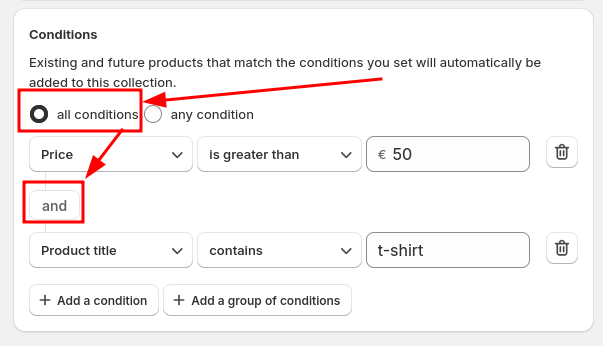 Conditions
Existing and future products that match the conditions you set will automatically be
added to this collection.
all conditions any condition
Price is greater than € 50
and
Product title contains t-shirt
+ Add a condition + Add a group of conditions